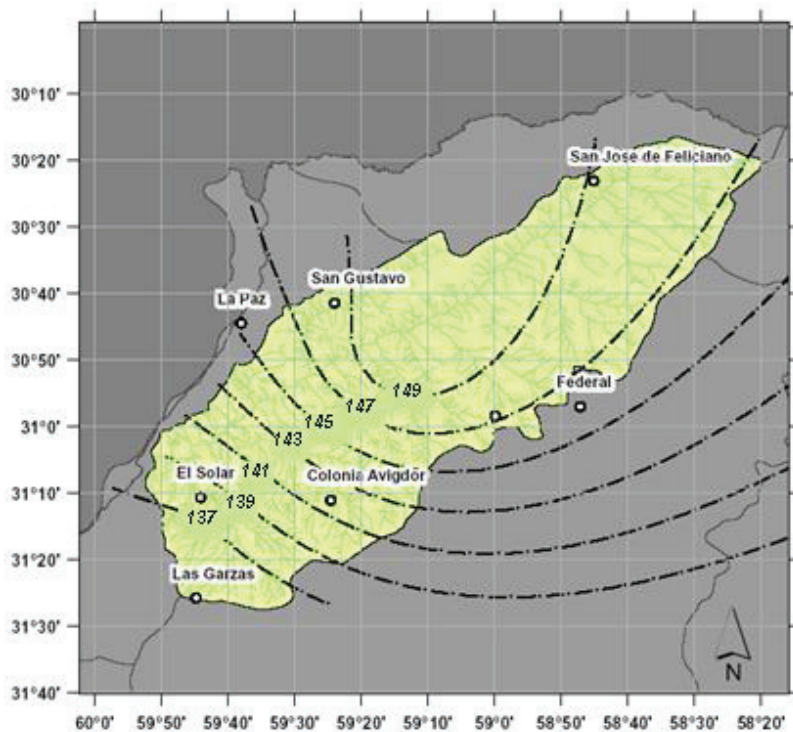 30°10'
30°20'
30°30'
30°40'
30°50'
31°0'
31°10'
31°20'
31°30'
31°40'
San Jose de Feliciano
San Gustavo
La Paz
Federal
149
147
145
143
141
139
137
El Solar
Colonia Avigdor
Las Garzas
N
60°0' 59°50' 59°40' 59°30' 59°20' 59°10' 59°0' 58°50' 58°40' 58°30' 58°20'